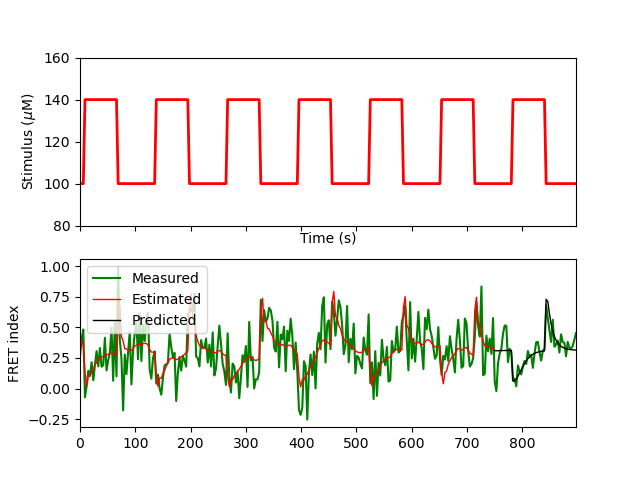 160
140
120
100
80
Stimulus (μM)
Time (s)
1.00
0.75
0.50
0.25
0.00
−0.25
FRET index
Measured
Estimated
Predicted
0 100 200 300 400 500 600 700 800